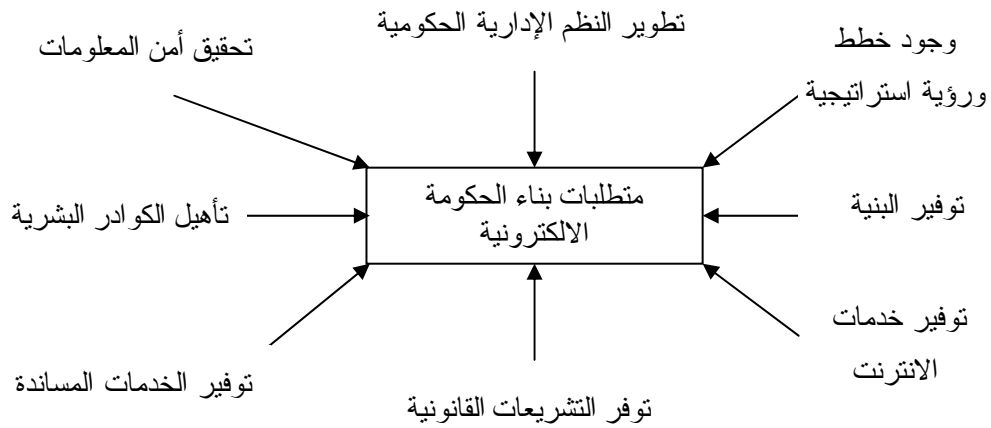 تطوير النظم الإدارية الحكومية
وجود خطط
ورؤية استراتيجية
تحقيق أمن المعلومات
متطلبات بناء الحكومة
الالكترونية
توفير البنية
تأهيل الكوادر البشرية
توفير خدمات
الانترنت
توفير الخدمات المساندة
توفر التشريعات القانونية